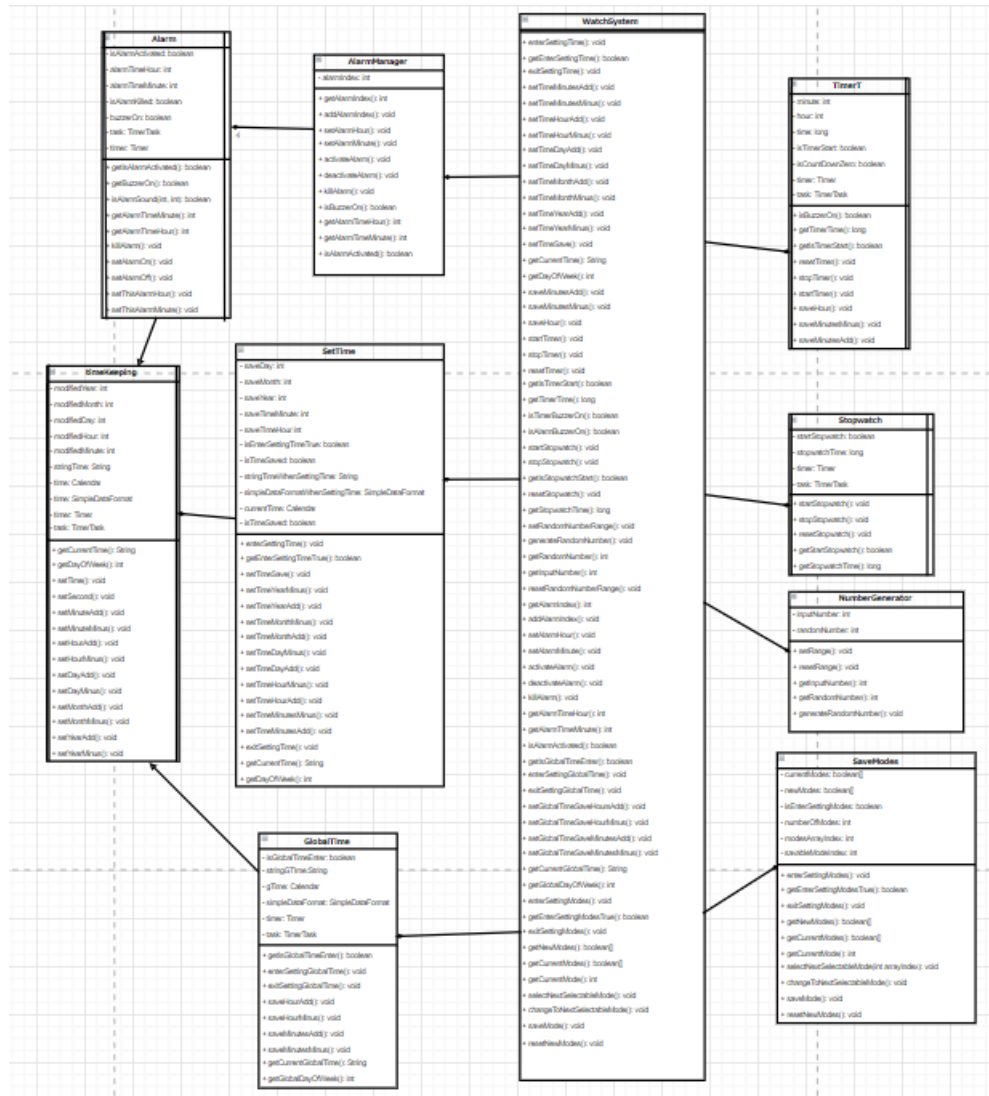 Alarm
- isAlarmActivated: boolean
- alarmTimeHour: int
- alarmTimeMinute: int
- isAlarmKilled: boolean
- buzzerOn: boolean
- task: TimerTask
- timer: Timer
+ getIsAlarmActivated(): boolean
+ getBuzzerOn(): boolean
+ isAlarmSound(int, int): boolean
+ getAlarmTimeMinute(): int
+ getAlarmTimeHour(): int
+ killAlarm(): void
+ setAlarmOn(): void
+ setAlarmOff(): void
+ setThisAlarmHour(): void
+ setThisAlarmMinute(): void
AlarmManager
- alarmIndex: int
+ getAlarmIndex(): int
+ addAlarmIndex(): void
+ setAlarmHour(): void
+ setAlarmMinute(): void
+ activateAlarm(): void
+ deactivateAlarm(): void
+ killAlarm(): void
+ isBuzzerOn(): boolean
+ getAlarmTimeHour(): int
+ getAlarmTimeMinute(): int
+ isAlarmActivated(): boolean
4
timeKeeping
- modifiedYear: int
- modifiedMonth: int
- modifiedDay: int
- modifiedHour: int
- modifiedMinute: int
- stringTime: String
- time: Calendar
- time: SimpleDataFormat
- timer: Timer
- task: TimerTask
+ getCurrentTime(): String
+ getDayOfWeek(): int
+ setTime(): void
+ setSecond(): void
+ setMinuteAdd(): void
+ setMinuteMinus(): void
+ setHourAdd(): void
+ setHourMinus(): void
+ setDayAdd(): void
+ setDayMinus(): void
+ setMonthAdd(): void
+ setMonthMinus(): void
+ setYearAdd(): void
+ setYearMinus(): void
SetTime
- saveDay: int
- saveMonth: int
- saveYear: int
- saveTimeMinute: int
- saveTimeHour int
- isEnterSettingTimeTrue: boolean
- isTimeSaved: boolean
- stringTimeWhenSettingTime: String
- simpleDataFormatWhenSettingTime: SimpleDataFormat
- currentTime: Calendar
- isTimeSaved: boolean
+ enterSettingTime(): void
+ getEnterSettingTimeTrue(): boolean
+ setTimeSave(): void
+ setTimeYearMinus(): void
+ setTimeYearAdd(): void
+ setTimeMonthMinus(): void
+ setTimeMonthAdd(): void
+ setTimeDayMinus(): void
+ setTimeDayAdd(): void
+ setTimeHourMinus(): void
+ setTimeHourAdd(): void
+ setTimeMinutesMinus(): void
+ setTimeMinutesAdd(): void
+ exitSettingTime(): void
+ getCurrentTime(): String
+ getDayOfWeek(): int
GlobalTime
- isGlobalTimeEnter: boolean
- stringGTime:String
- gTime: Calendar
- simpleDataFormat: SimpleDataFormat
- timer: Timer
- task: TimerTask
+ getIsGlobalTimeEnter(): boolean
+ enterSettingGlobalTime(): void
+ exitSettingGlobalTime(): void
+ saveHourAdd(): void
+ saveHourMinus(): void
+ saveMinutesAdd(): void
+ saveMinutesMinus(): void
+ getCurrentGlobalTime(): String
+ getGlobalDayOfWeek(): int
WatchSystem
+ enterSettingTime(): void
+ getEnterSettingTime(): boolean
+ exitSettingTime(): void
+ setTimeMinutesAdd(): void
+ setTimeMinutesMinus(): void
+ setTimeHourAdd(): void
+ setTimeHourMinus(): void
+ setTimeDayAdd(): void
+ setTimeDayMinus(): void
+ setTimeMonthAdd(): void
+ setTimeMonthMinus(): void
+ setTimeYearAdd(): void
+ setTimeYearMinus(): void
+ setTimeSave(): void
+ getCurrentTime(): String
+ getDayOfWeek(): int
+ saveMinutesAdd(): void
+ saveMinutesMinus(): void
+ saveHour(): void
+ startTimer(): void
+ stopTimer(): void
+ resetTimer(): void
+ getIsTimerStart(): boolean
+ getTimerTime(): long
+ isTimerBuzzerOn(): boolean
+ isAlarmBuzzerOn(): boolean
+ startStopwatch(): void
+ stopStopwatch(): void
+ getIsStopwatchStart(): boolean
+ resetStopwatch(): void
+ getStopwatchTime(): long
+ setRandomNumberRange(): void
+ generateRandomNumber(): void
+ getRandomNumber(): int
+ getInputNumber(): int
+ resetRandomNumberRange(): void
+ getAlarmIndex(): int
+ addAlarmIndex(): void
+ setAlarmHour(): void
+ setAlarmMinute(): void
+ activateAlarm(): void
+ deactivateAlarm(): void
+ killAlarm(): void
+ getAlarmTimeHour(): int
+ getAlarmTimeMinute(): int
+ isAlarmActivated(): boolean
+ getIsGlobalTimeEnter(): boolean
+ enterSettingGlobalTime(): void
+ exitSettingGlobalTime(): void
+ setGlobalTimeSaveHoursAdd(): void
+ setGlobalTimeSaveHourMinus(): void
+ setGlobalTimeSaveMinutesAdd(): void
+ setGlobalTimeSaveMinutesMinus(): void
+ getCurrentGlobalTime(): String
+ getGlobalDayOfWeek(): int
+ enterSettingModes(): void
+ getEnterSettingModesTrue(): boolean
+ exitSettingModes(): void
+ getNewModes(): boolean[]
+ getCurrentModes(): boolean[]
+ getCurrentMode(): int
+ selectNextSelectableMode(): void
+ changeToNextSelectableMode(): void
+ saveMode(): void
+ resetNewModes(): void
TimerT
- minute: int
- hour: int
- time: long
- isTimerStart: boolean
- isCountDownZero: boolean
- timer: Timer
- task: TimerTask
+ isBuzzerOn(): boolean
+ getTimerTime(): long
+ getIsTimerStart(): boolean
+ resetTimer(): void
+ stopTimer(): void
+ startTimer(): void
+ saveHour(): void
+ saveMinutesMinus(): void
+ saveMinutesAdd(): void
Stopwatch
- startStopwatch: boolean
- stopwatchTime: long
- timer: Timer
- task: TimerTask
+ startStopwatch(): void
+ stopStopwatch(): void
+ resetStopwatch(): void
+ getStartStopwatch(): boolean
+ getStopwatchTime(): long
NumberGenerator
- inputNumber: int
- randomNumber: int
+ setRange(): void
+ resetRange(): void
+ getInputNumber(): int
+ getRandomNumber(): int
+ generateRandomNumber(): void
SaveModes
- currentModes: boolean[]
- newModes: boolean[]
- isEnterSettingModes: boolean
- numberOfModes: int
- modesArrayIndex: int
- savableModeIndex: int
+ enterSettingModes(): void
+ getEnterSettingModesTrue(): boolean
+ exitSettingModes(): void
+ getNewModes(): boolean[]
+ getCurrentModes(): boolean[]
+ getCurrentMode(): int
+ selectNextSelectableMode(int arrayIndex): void
+ changeToNextSelectableMode(): void
+ saveMode(): void
+ resetNewModes(): void